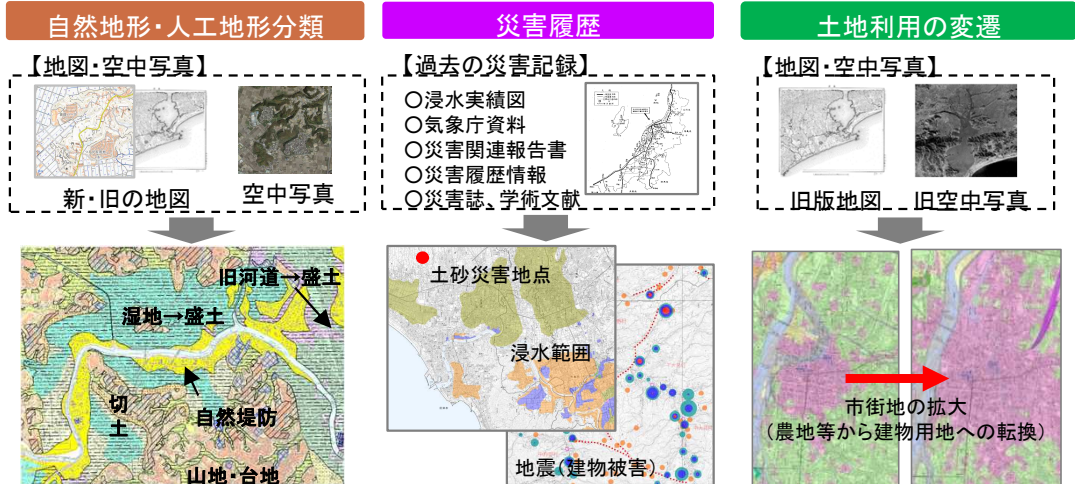 自然地形・人工地形分類
【地図・空中写真】
新・旧の地図
空中写真
旧河道→盛土
湿地→盛土
自然堤防
切
土
山地・台地
災害履歴
【過去の災害記録】
○浸水実績図
○気象庁資料
○災害関連報告書
○災害履歴情報
○災害誌、学術文献
土砂災害地点
浸水範囲
地震(建物被害)
土地利用の変遷
【地図・空中写真】
旧版地図
旧空中写真
市街地の拡大
(農地等から建物用地への転換)